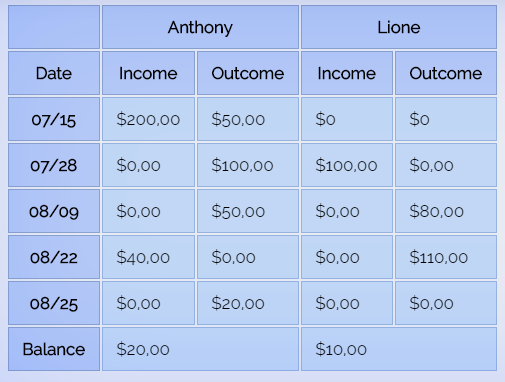 Anthony Lione
Date Income Outcome Income Outcome
07/15 $200,00 $50,00 $0 $0
07/28 $0,00 $100,00 $100,00 $0,00
08/09 $0,00 $50,00 $0,00 $80,00
08/22 $40,00 $0,00 $0,00 $110,00
08/25 $0,00 $20,00 $0,00 $0,00
Balance $20,00 $10,00